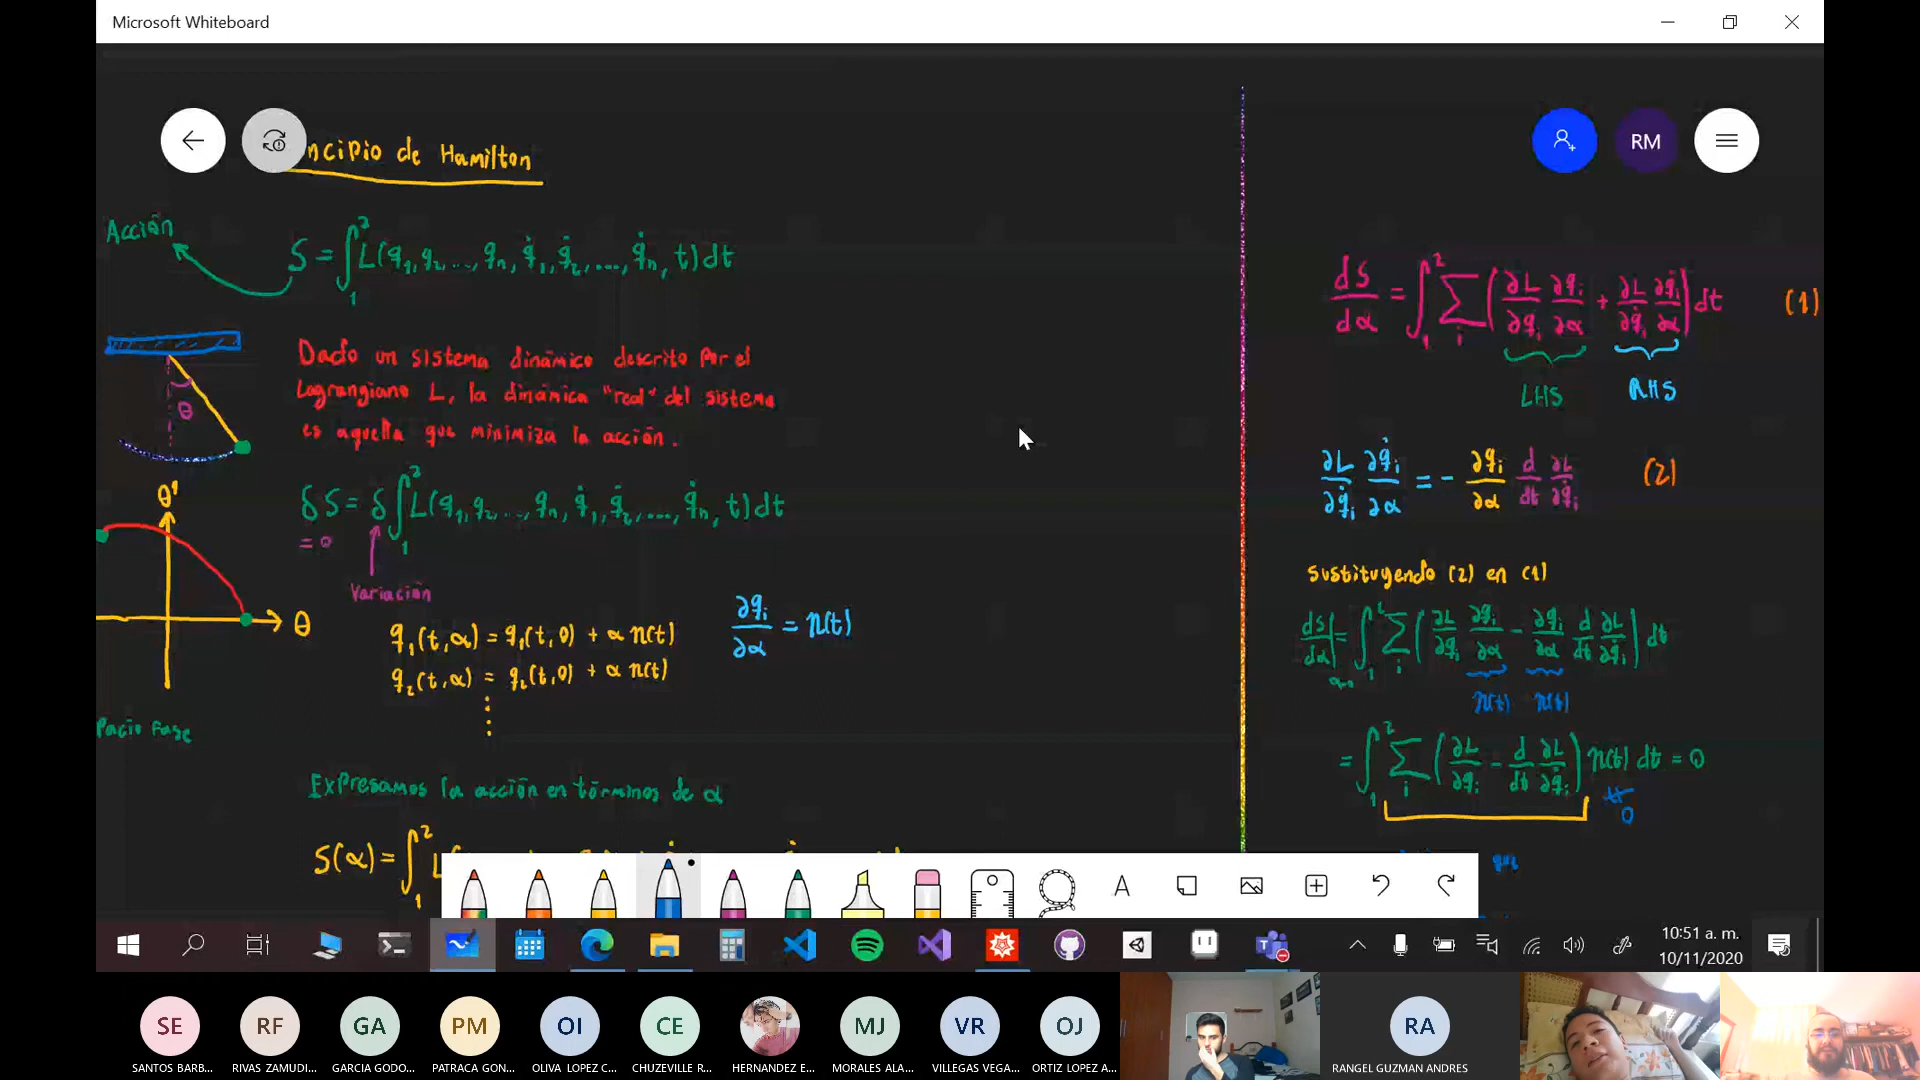 Microsoft Whiteboard
ncipio de Hamilton
RM
Acción
S = ∫₁² L(q₁, q₂, ..., qₙ, q̇₁, q̇₂, ..., q̇ₙ, t) dt
dS/dα = ∫₁² Σᵢ (∂L/∂qᵢ ∂qᵢ/∂α + ∂L/∂q̇ᵢ ∂q̇ᵢ/∂α) dt (1)
LHS RHS
θ
Dado un sistema dinámico descrito por el
Lagrangiano L, la dinámica "real" del sistema
es aquella que minimiza la acción.
∂L/∂q̇ᵢ ∂q̇ᵢ/∂α = - ∂qᵢ/∂α d/dt ∂L/∂q̇ᵢ (2)
θ'
δS = δ ∫₁² L(q₁, q₂, ..., qₙ, q̇₁, q̇₂, ..., q̇ₙ, t) dt
= 0
Variación
θ
sustituyendo (2) en (1)
q₁(t, α) = q₁(t, 0) + α n(t)
∂qᵢ/∂α = n(t)
q₂(t, α) = q₂(t, 0) + α n(t)
⋮
dS/dα|α=0 = ∫₁² Σᵢ (∂L/∂qᵢ ∂qᵢ/∂α - ∂qᵢ/∂α d/dt ∂L/∂q̇ᵢ) dt
n(t) n(t)
= ∫₁² Σᵢ (∂L/∂qᵢ - d/dt ∂L/∂q̇ᵢ) n(t) dt = 0
0
pacio fase
Expresamos la acción en términos de α
S(α) = ∫₁² L
que
10:51 a. m.
10/11/2020
SE
RF
GA
PM
OI
CE
MJ
VR
OJ
RA
SANTOS BARB...
RIVAS ZAMUDI...
GARCIA GODO...
PATRACA GON...
OLIVA LOPEZ C...
CHUZEVILLE R...
HERNANDEZ E...
MORALES ALA...
VILLEGAS VEGA...
ORTIZ LOPEZ A...
RANGEL GUZMAN ANDRES